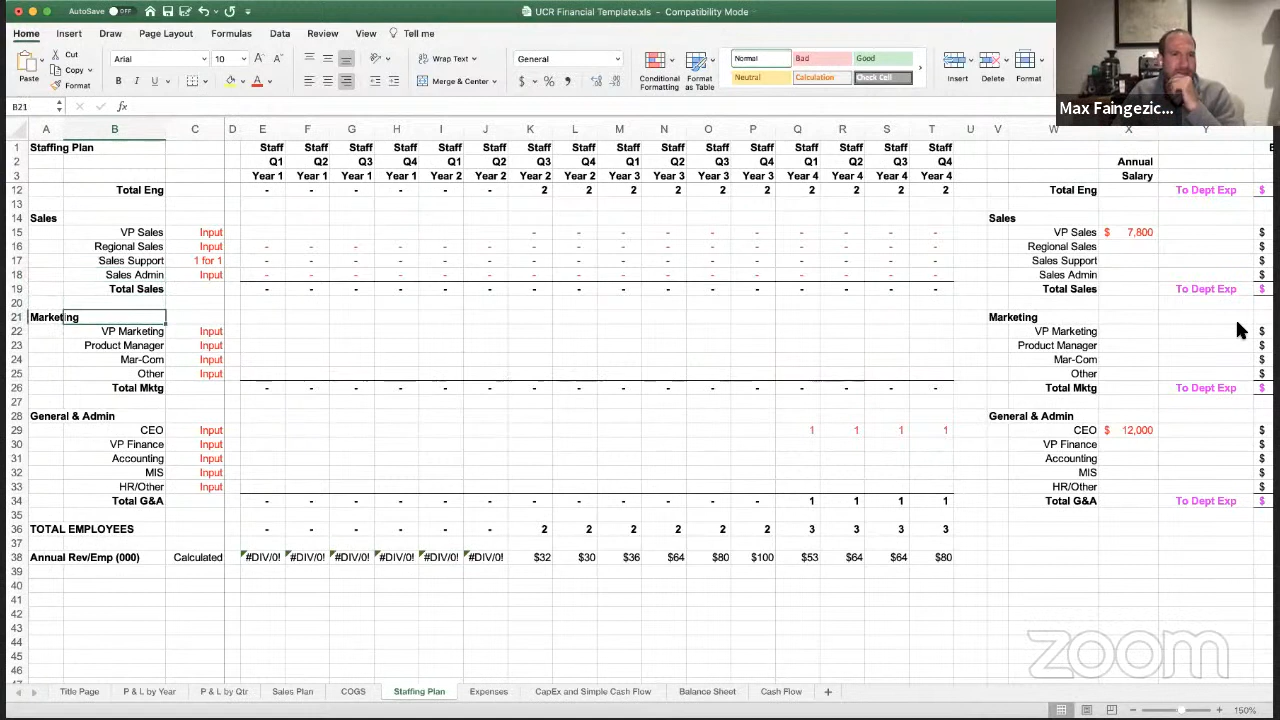 AutoSave OFF UCR Financial Template.xls - Compatibility Mode
Home Insert Draw Page Layout Formulas Data Review View Tell me
Paste Cut Copy Format Arial 10 Wrap Text General Normal Bad Good
B I U Merge & Center $ % Conditional Formatting Format as Table Neutral Calculation Check Cell Insert Delete Format
Max Faingezic...
B21 fx
A B C D E F G H I J K L M N O P Q R S T U V W X Y
1 Staffing Plan Staff Staff Staff Staff Staff Staff Staff Staff Staff Staff Staff Staff Staff Staff Staff Staff
2 Q1 Q2 Q3 Q4 Q1 Q2 Q3 Q4 Q1 Q2 Q3 Q4 Q1 Q2 Q3 Q4 Annual
3 Year 1 Year 1 Year 1 Year 1 Year 2 Year 2 Year 2 Year 2 Year 3 Year 3 Year 3 Year 3 Year 4 Year 4 Year 4 Year 4 Salary
12 Total Eng - - - - - - 2 2 2 2 2 2 2 2 2 2 Total Eng To Dept Exp $
13
14 Sales Sales
15 VP Sales Input - - - - - - - - - - VP Sales $ 7,800 $
16 Regional Sales Input - - - - - - - - - - - - - - - - Regional Sales $
17 Sales Support 1 for 1 - - - - - - - - - - - - - - - - Sales Support $
18 Sales Admin Input - - - - - - - - - - - - - - - - Sales Admin $
19 Total Sales - - - - - - - - - - - - - - - - Total Sales To Dept Exp $
20
21 Marketing Marketing
22 VP Marketing Input VP Marketing $
23 Product Manager Input Product Manager $
24 Mar-Com Input Mar-Com $
25 Other Input Other $
26 Total Mktg - - - - - - - - - - - - - - - - Total Mktg To Dept Exp $
27
28 General & Admin General & Admin
29 CEO Input 1 1 1 1 CEO $ 12,000 $
30 VP Finance Input VP Finance $
31 Accounting Input Accounting $
32 MIS Input MIS $
33 HR/Other Input HR/Other $
34 Total G&A - - - - - - - - - - - - 1 1 1 1 Total G&A To Dept Exp $
35
36 TOTAL EMPLOYEES - - - - - - 2 2 2 2 2 2 3 3 3 3
37
38 Annual Rev/Emp (000) Calculated #DIV/0! #DIV/0! #DIV/0! #DIV/0! #DIV/0! #DIV/0! $32 $30 $36 $64 $80 $100 $53 $64 $64 $80
39
40
41
42
43
44
45
46
zoom
Title Page P & L by Year P & L by Qtr Sales Plan COGS Staffing Plan Expenses CapEx and Simple Cash Flow Balance Sheet Cash Flow +
150%